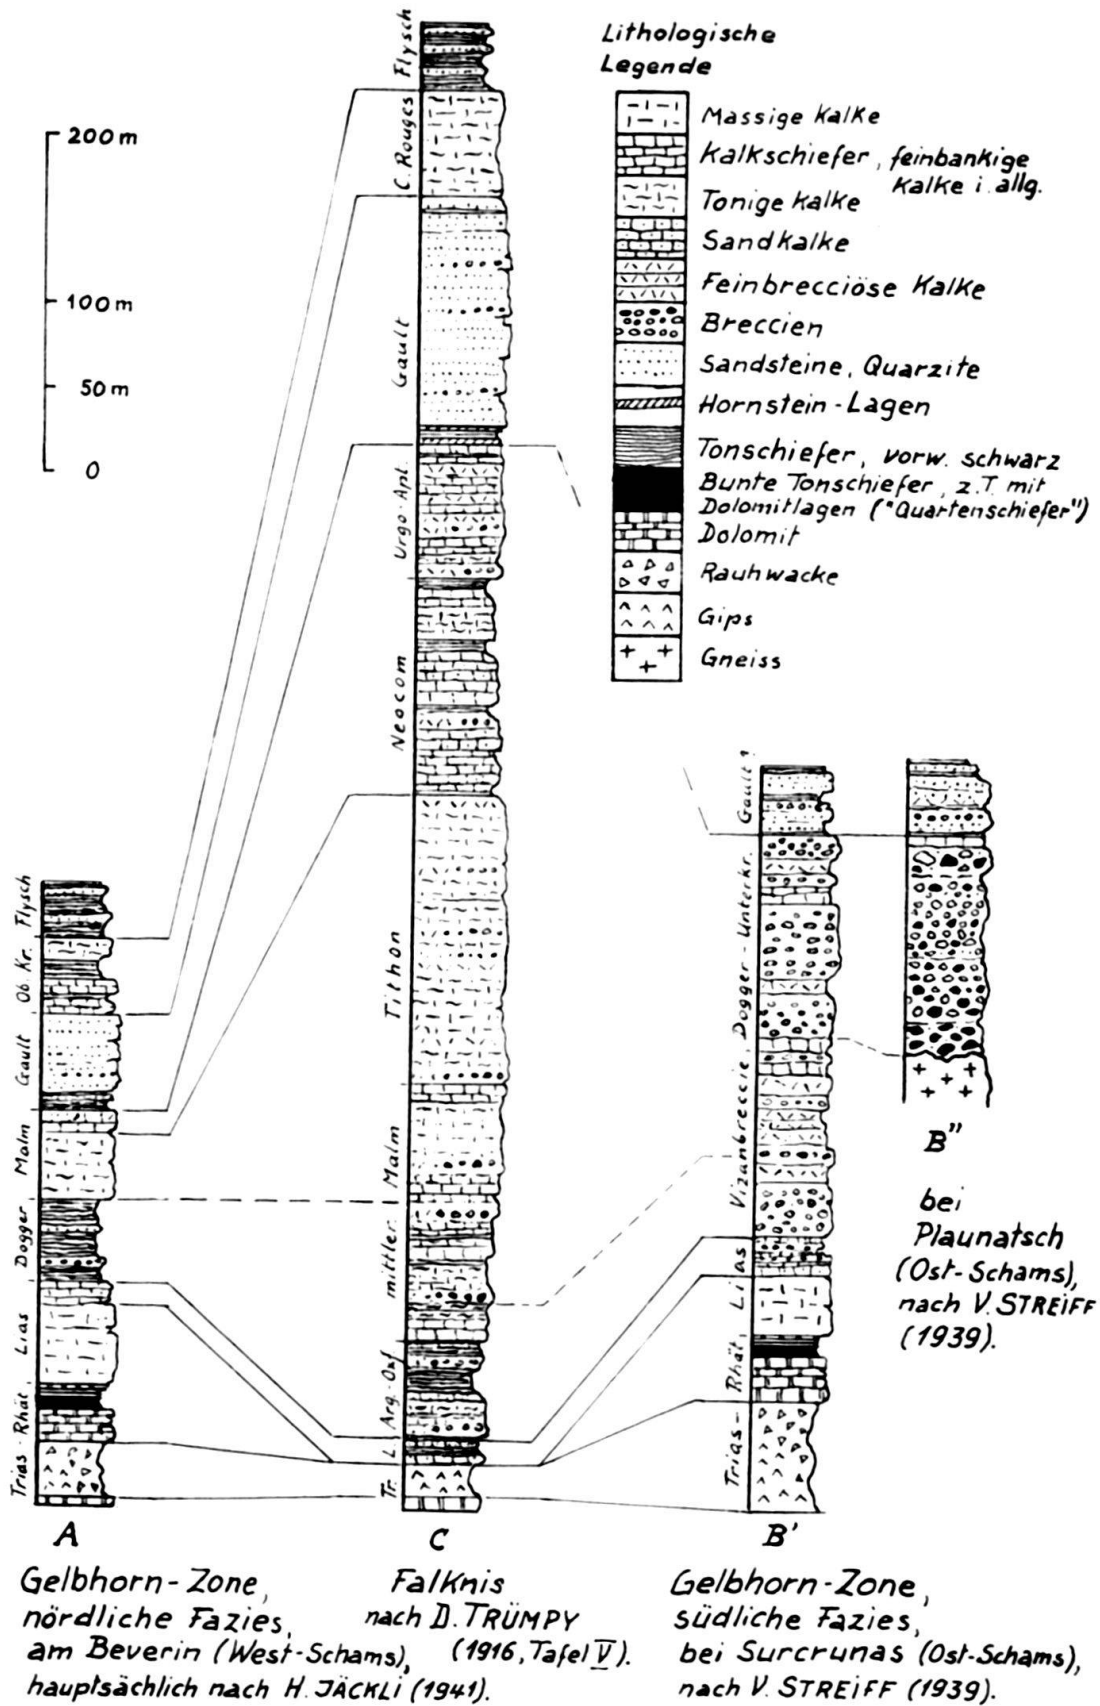 Lithologische
Legende
Massige Kalke
Kalkschiefer, feinbankige
Kalke i. allg.
Tonige Kalke
Sandkalke
Feinbrecciöse Kalke
Breccien
Sandsteine, Quarzite
Hornstein-Lagen
Tonschiefer, vorw. schwarz
Bunte Tonschiefer, z.T. mit
Dolomitlagen ("Quartenschiefer")
Dolomit
Rauhwacke
Gips
Gneiss
200 m
100 m
50 m
0
Flysch
Ob. Kr.
Gault
Malm
Dogger
Lias
Trias - Rhät
A
Gelbhorn-Zone,
nördliche Fazies,
am Beverin (West-Schams),
hauptsächlich nach H. JÄCKLI (1941).
Flysch
C. Rouges
Gault
Urgo-Apt.
Neocom
Tithon
mittler. Malm
Arg.-Oxf.
L.
Tr.
C
Falknis
nach D. TRÜMPY
(1916, Tafel V).
Gault?
Vizanbreccie, Dogger-Unterkr.
Lias
Trias - Rhät
B'
Gelbhorn-Zone,
südliche Fazies,
bei Surcrunas (Ost-Schams),
nach V. STREIFF (1939).
B"
bei
Plaunatsch
(Ost-Schams),
nach V. STREIFF
(1939).